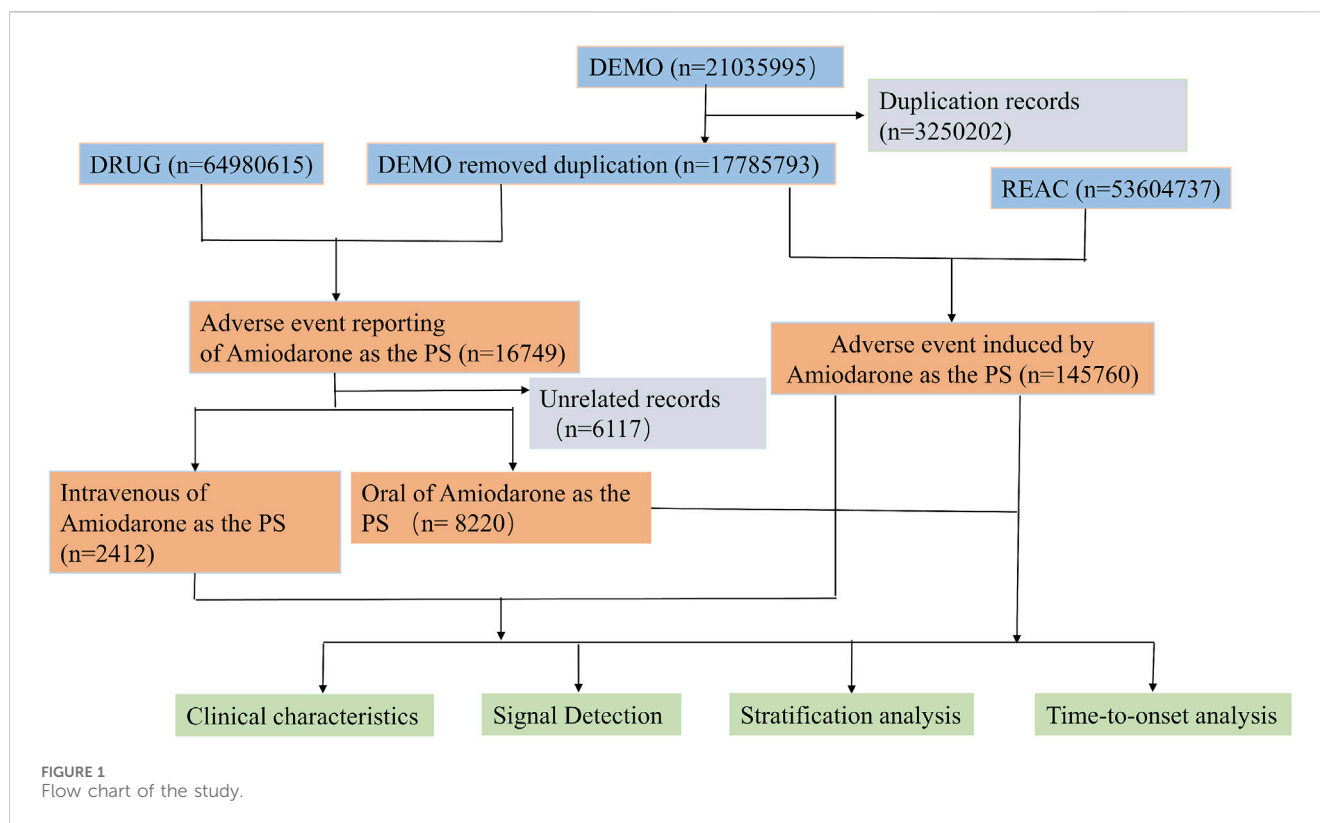 DEMO (n=21035995)
Duplication records
(n=3250202)
DRUG (n=64980615)
DEMO removed duplication (n=17785793)
REAC (n=53604737)
Adverse event reporting
of Amiodarone as the PS (n=16749)
Adverse event induced by
Amiodarone as the PS (n=145760)
Unrelated records
（n=6117）
Intravenous of
Amiodarone as the PS
(n=2412)
Oral of Amiodarone as the
PS （n= 8220）
Clinical characteristics
Signal Detection
Stratification analysis
Time-to-onset analysis
FIGURE 1
Flow chart of the study.